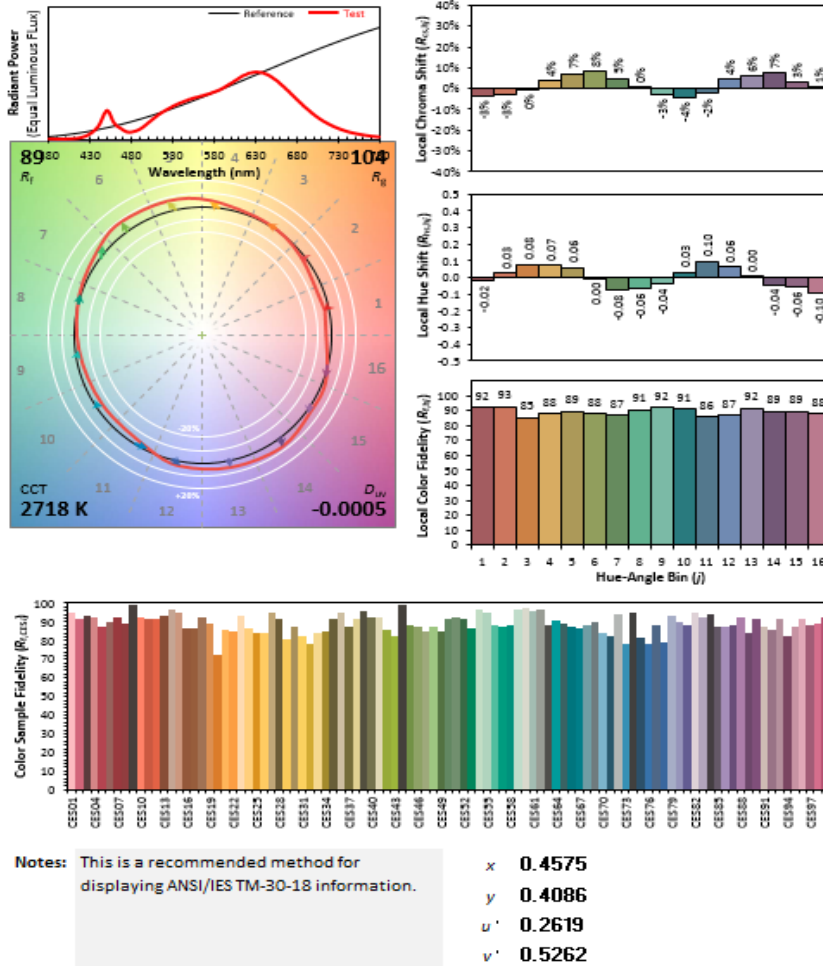 Reference
Test
Radiant Power
(Equal Luminous FLux)
380 430 480 530 580 630 680 730 780
Wavelength (nm)
89
Rf
104
Rg
1
2
3
4
5
6
7
8
9
10
11
12
13
14
15
16
-20%
+20%
CCT
2718 K
Duv
-0.0005
Local Chroma Shift (Rcs,hj)
40%
30%
20%
10%
0%
-10%
-20%
-30%
-40%
-3% -3% 0% 4% 7% 8% 5% 0% -3% -4% -2% 4% 6% 7% 3% 1%
Local Hue Shift (Rhs,hj)
0.5
0.4
0.3
0.2
0.1
0.0
-0.1
-0.2
-0.3
-0.4
-0.5
-0.02 0.03 0.08 0.07 0.06 0.00 -0.08 -0.06 -0.04 0.03 0.10 0.06 0.00 -0.04 -0.06 -0.10
Local Color Fidelity (Rf,hj)
100
90
80
70
60
50
40
30
20
10
0
92 93 85 88 89 88 87 91 92 91 86 87 92 89 89 88
1 2 3 4 5 6 7 8 9 10 11 12 13 14 15 16
Hue-Angle Bin (j)
Color Sample Fidelity (Rf,CESi)
100
90
80
70
60
50
40
30
20
10
0
CES01 CES04 CES07 CES10 CES13 CES16 CES19 CES22 CES25 CES28 CES31 CES34 CES37 CES40 CES43 CES46 CES49 CES52 CES55 CES58 CES61 CES64 CES67 CES70 CES73 CES76 CES79 CES82 CES85 CES88 CES91 CES94 CES97
Notes: This is a recommended method for
displaying ANSI/IES TM-30-18 information.
x 0.4575
y 0.4086
u' 0.2619
v' 0.5262